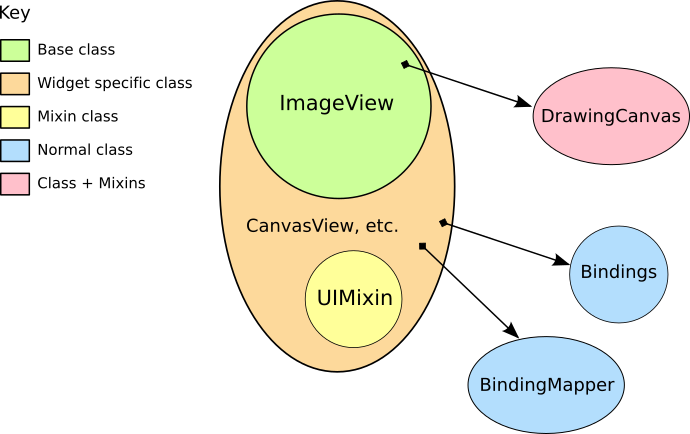 Key
Base class
Widget specific class
Mixin class
Normal class
Class + Mixins
ImageView
DrawingCanvas
CanvasView, etc.
Bindings
UIMixin
BindingMapper